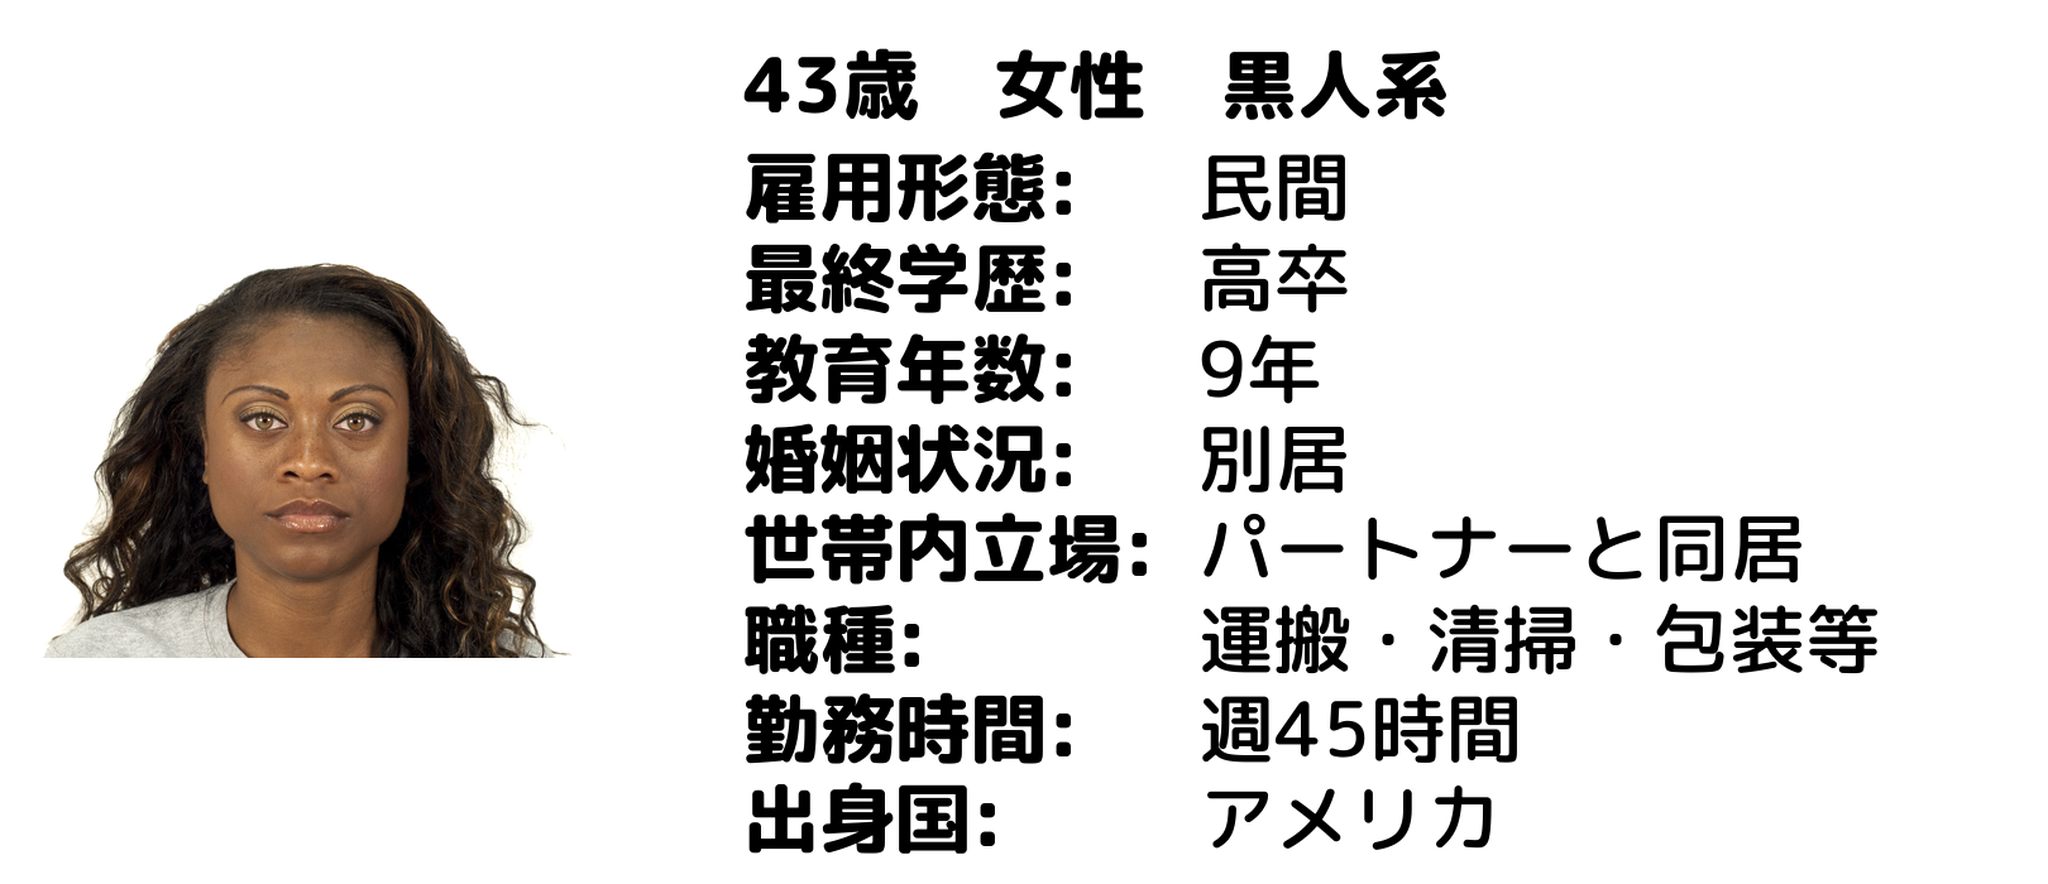 43歳　女性　黒人系
雇用形態:　民間
最終学歴:　高卒
教育年数:　9年
婚姻状況:　別居
世帯内立場:　パートナーと同居
職種:　運搬・清掃・包装等
勤務時間:　週45時間
出身国:　アメリカ